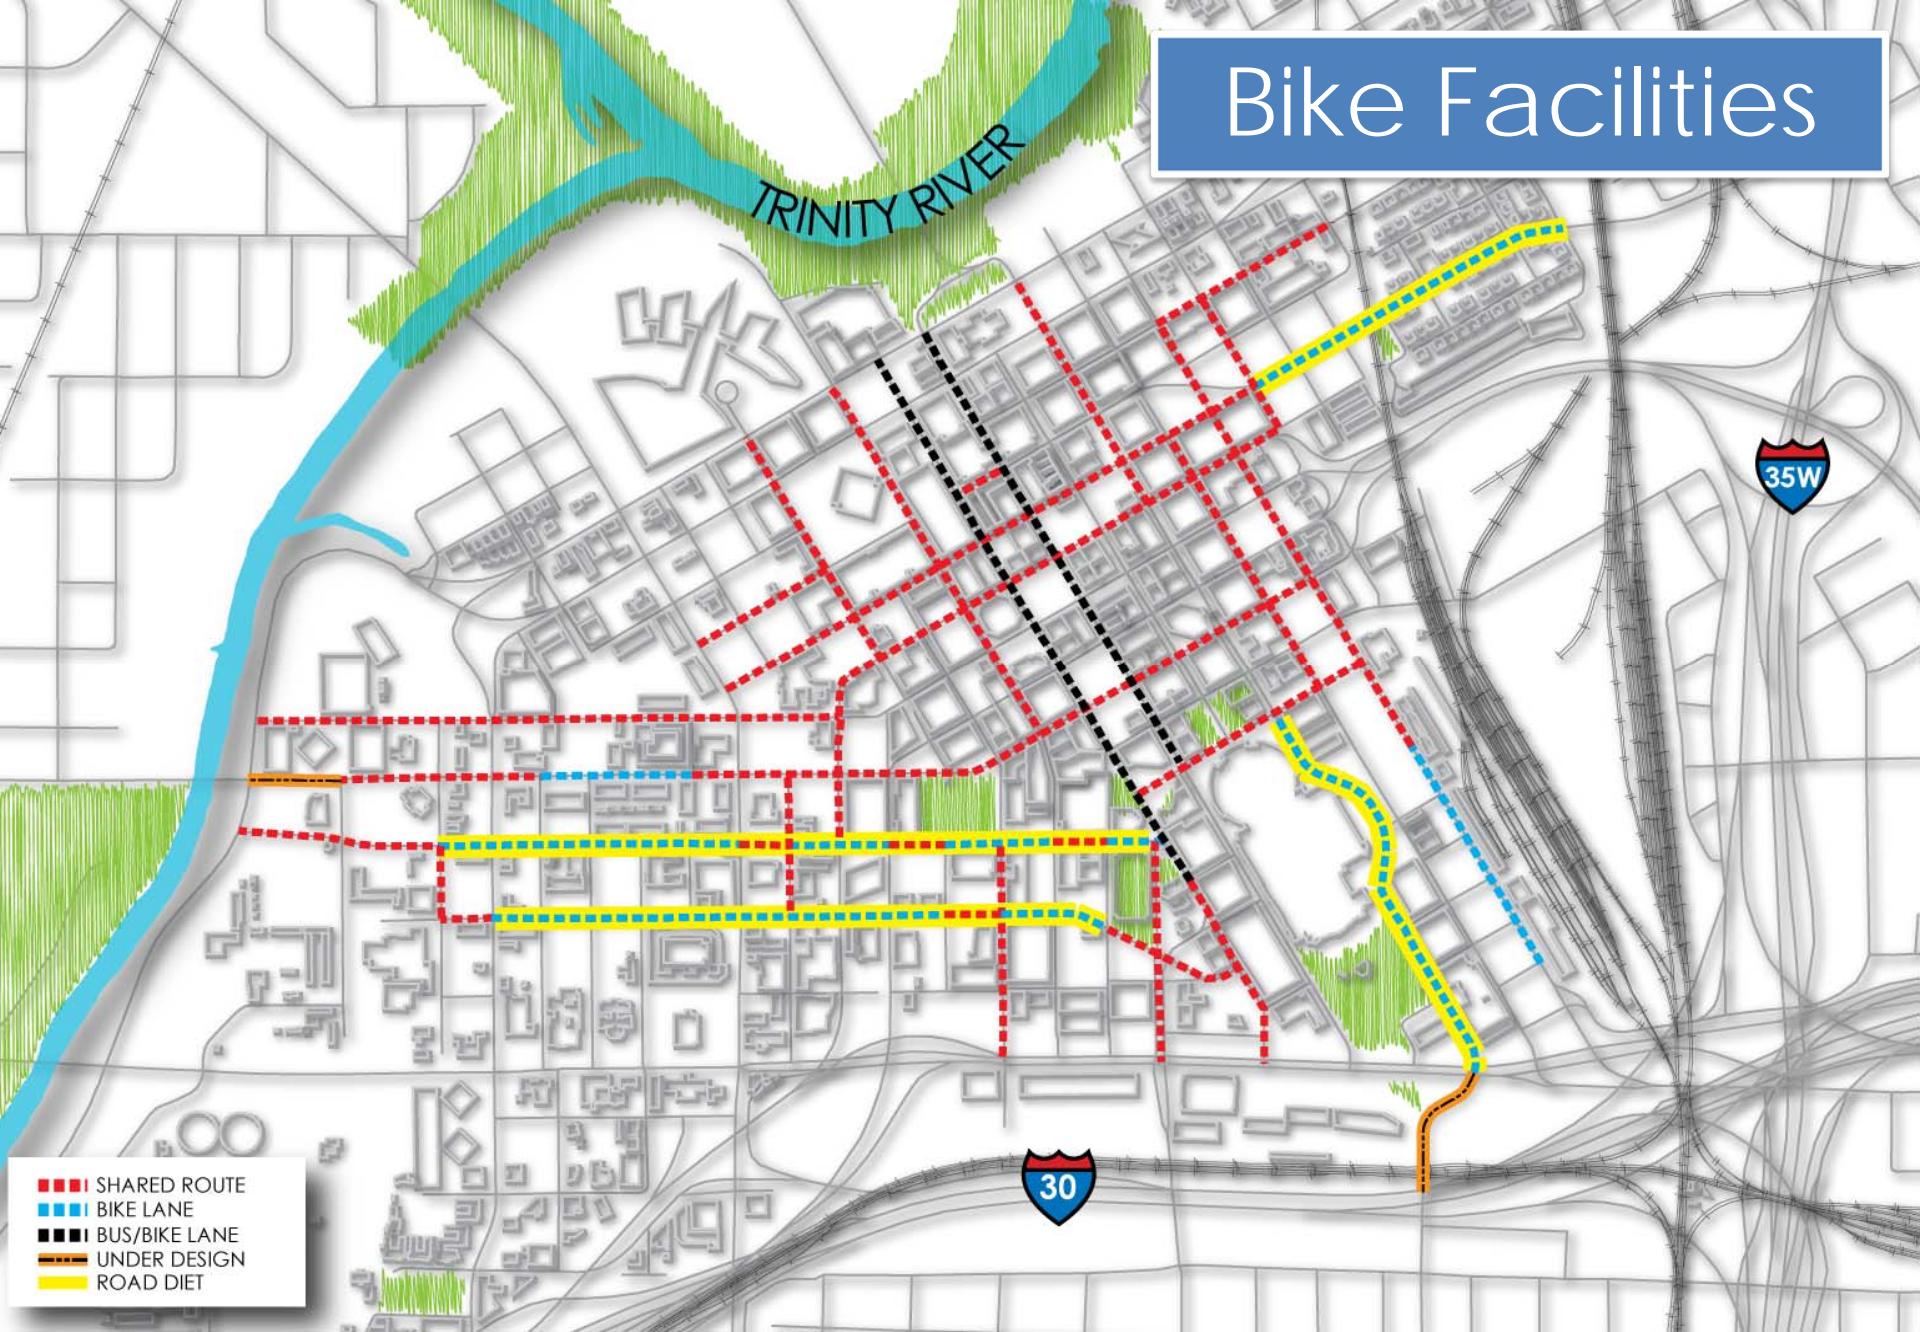 Bike Facilities
TRINITY RIVER
35W
30
SHARED ROUTE
BIKE LANE
BUS/BIKE LANE
UNDER DESIGN
ROAD DIET